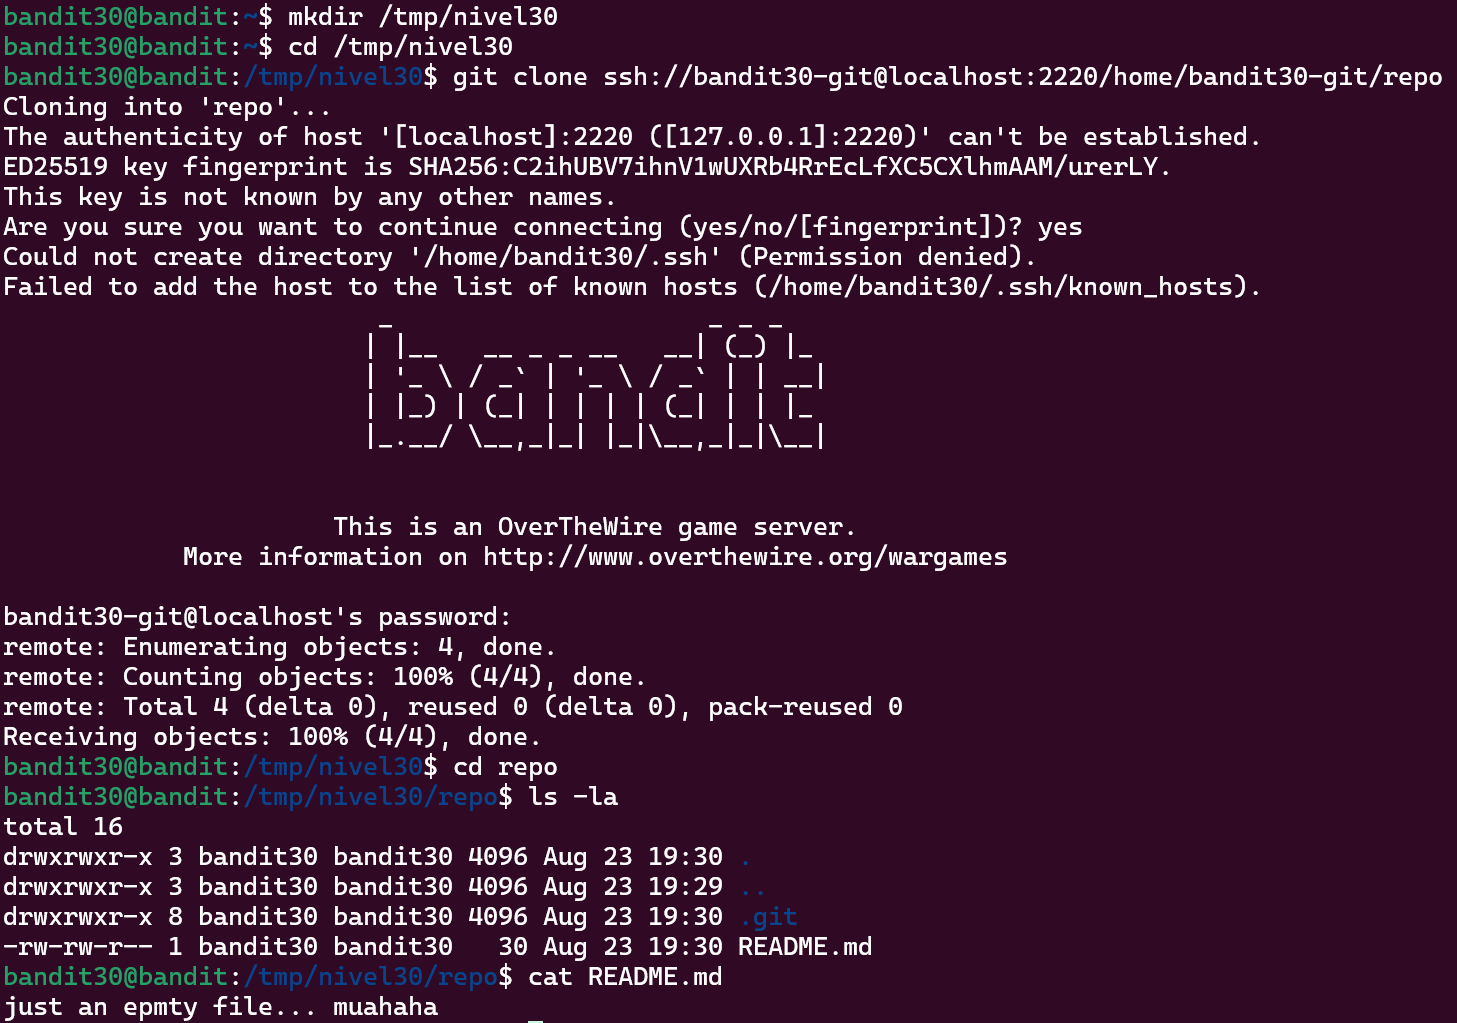 bandit30@bandit:~$ mkdir /tmp/nivel30
bandit30@bandit:~$ cd /tmp/nivel30
bandit30@bandit:/tmp/nivel30$ git clone ssh://bandit30-git@localhost:2220/home/bandit30-git/repo
Cloning into 'repo'...
The authenticity of host '[localhost]:2220 ([127.0.0.1]:2220)' can't be established.
ED25519 key fingerprint is SHA256:C2ihUBV7ihnV1wUXRb4RrEcLfXC5CXlhmAAM/urerLY.
This key is not known by any other names.
Are you sure you want to continue connecting (yes/no/[fingerprint])? yes
Could not create directory '/home/bandit30/.ssh' (Permission denied).
Failed to add the host to the list of known hosts (/home/bandit30/.ssh/known_hosts).
bandit
This is an OverTheWire game server.
More information on http://www.overthewire.org/wargames
bandit30-git@localhost's password:
remote: Enumerating objects: 4, done.
remote: Counting objects: 100% (4/4), done.
remote: Total 4 (delta 0), reused 0 (delta 0), pack-reused 0
Receiving objects: 100% (4/4), done.
bandit30@bandit:/tmp/nivel30$ cd repo
bandit30@bandit:/tmp/nivel30/repo$ ls -la
total 16
drwxrwxr-x 3 bandit30 bandit30 4096 Aug 23 19:30 .
drwxrwxr-x 3 bandit30 bandit30 4096 Aug 23 19:29 ..
drwxrwxr-x 8 bandit30 bandit30 4096 Aug 23 19:30 .git
-rw-rw-r-- 1 bandit30 bandit30   30 Aug 23 19:30 README.md
bandit30@bandit:/tmp/nivel30/repo$ cat README.md
just an epmty file... muahaha